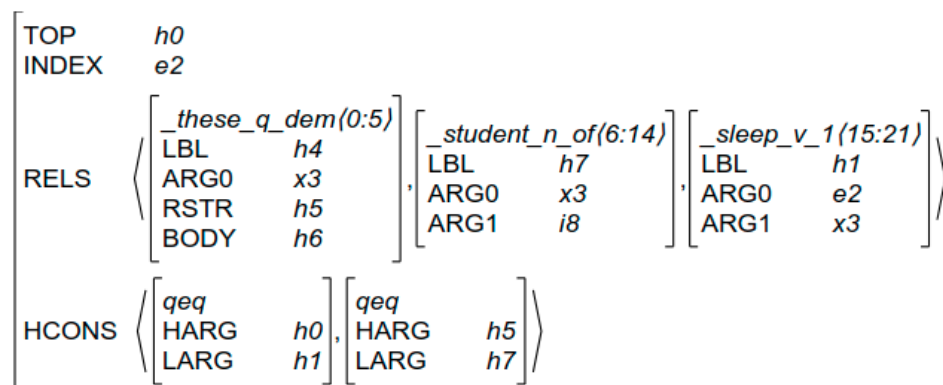 TOP h0
INDEX e2
_these_q_dem⟨0:5⟩ _student_n_of⟨6:14⟩ _sleep_v_1⟨15:21⟩
LBL h4 LBL h7 LBL h1
RELS ARG0 x3 , ARG0 x3 , ARG0 e2
RSTR h5 ARG1 i8 ARG1 x3
BODY h6
qeq qeq
HCONS HARG h0 , HARG h5
LARG h1 LARG h7